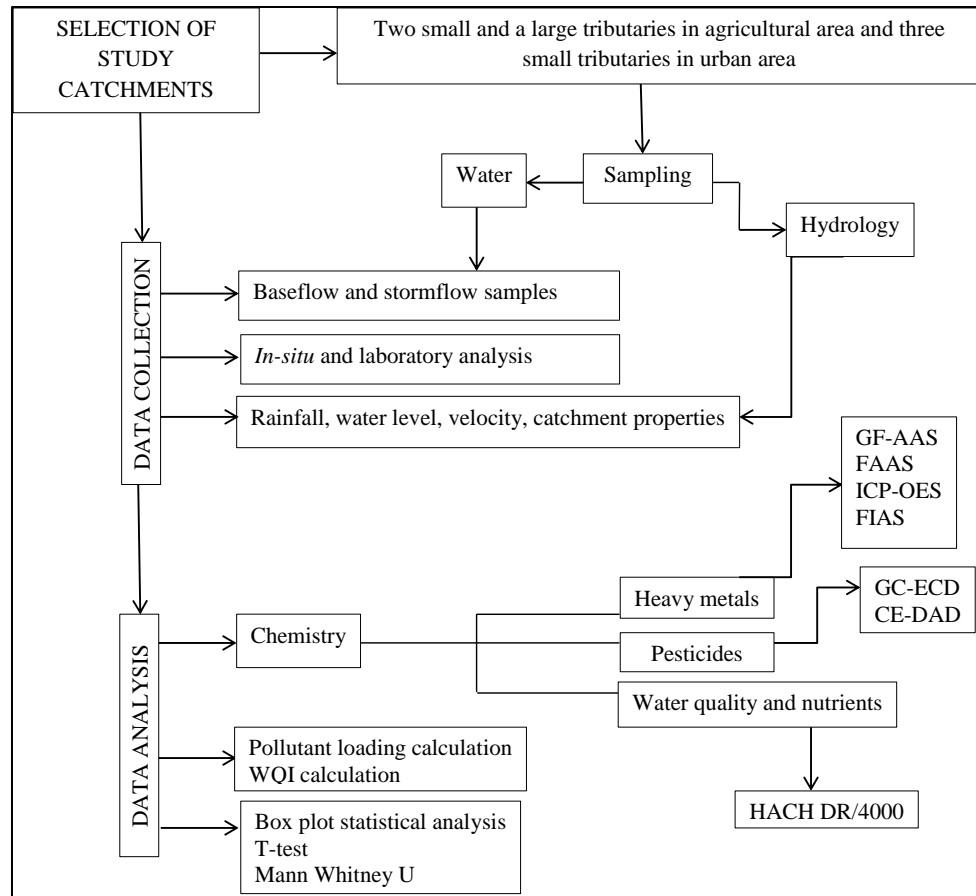 SELECTION OF
STUDY
CATCHMENTS
Two small and a large tributaries in agricultural area and three
small tributaries in urban area
Water
Sampling
Hydrology
DATA COLLECTION
Baseflow and stormflow samples
In-situ and laboratory analysis
Rainfall, water level, velocity, catchment properties
GF-AAS
FAAS
ICP-OES
FIAS
DATA ANALYSIS
Chemistry
Heavy metals
GC-ECD
CE-DAD
Pesticides
Water quality and nutrients
HACH DR/4000
Pollutant loading calculation
WQI calculation
Box plot statistical analysis
T-test
Mann Whitney U